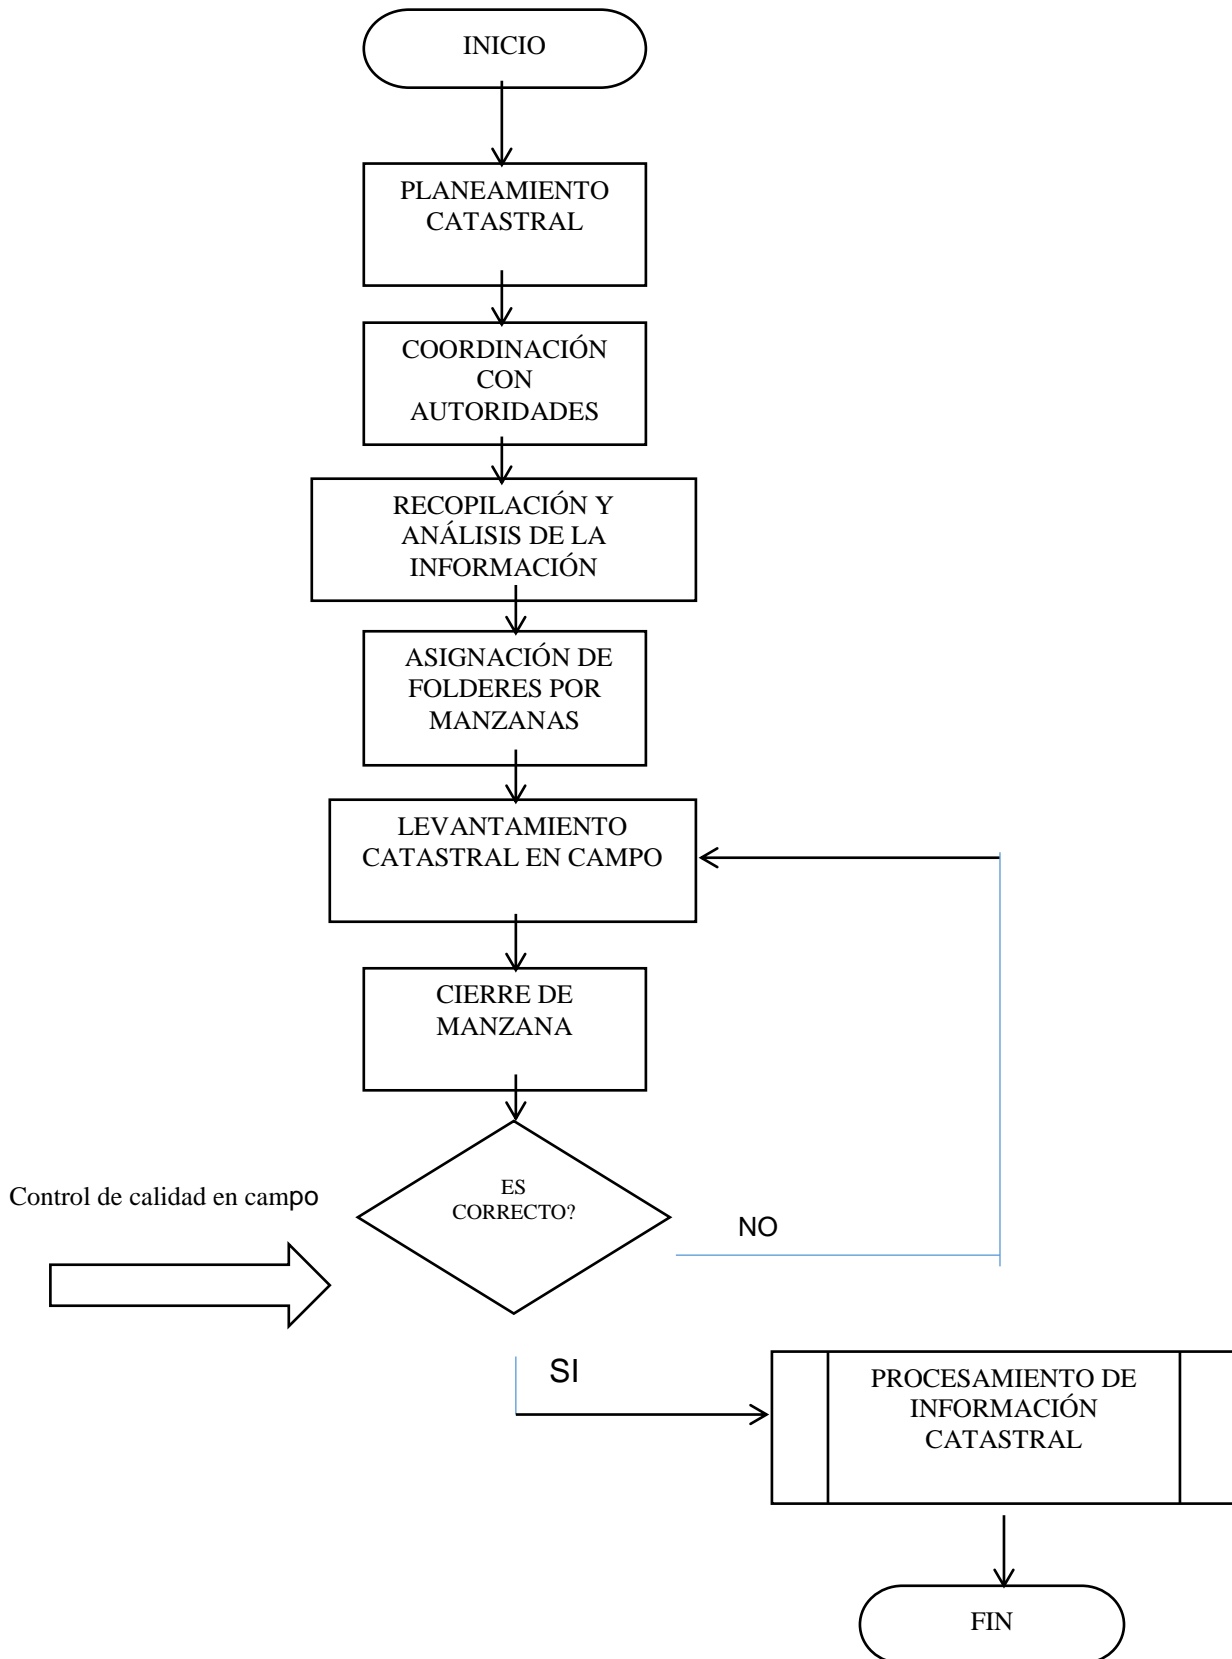 INICIO
PLANEAMIENTO
CATASTRAL
COORDINACIÓN
CON
AUTORIDADES
RECOPILACIÓN Y
ANÁLISIS DE LA
INFORMACIÓN
ASIGNACIÓN DE
FOLDERES POR
MANZANAS
LEVANTAMIENTO
CATASTRAL EN CAMPO
CIERRE DE
MANZANA
Control de calidad en campo
ES
CORRECTO?
NO
SI
PROCESAMIENTO DE
INFORMACIÓN
CATASTRAL
FIN